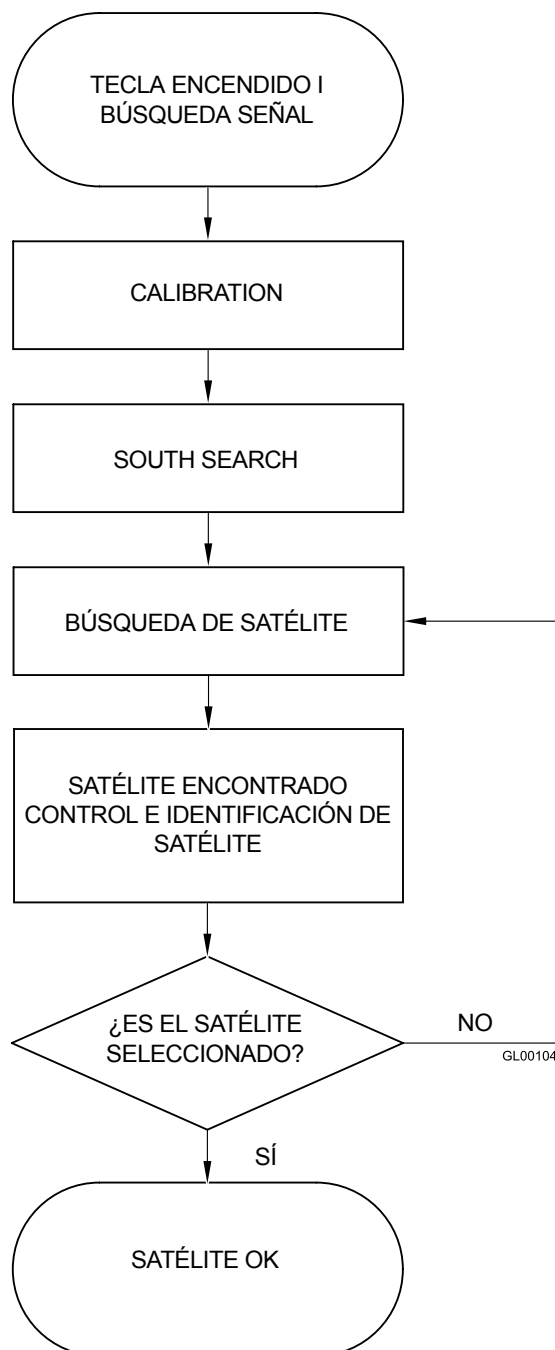 TECLA ENCENDIDO I
BÚSQUEDA SEÑAL
CALIBRATION
SOUTH SEARCH
BÚSQUEDA DE SATÉLITE
SATÉLITE ENCONTRADO
CONTROL E IDENTIFICACIÓN DE
SATÉLITE
¿ES EL SATÉLITE
SELECCIONADO?
NO
GL00104
SÍ
SATÉLITE OK